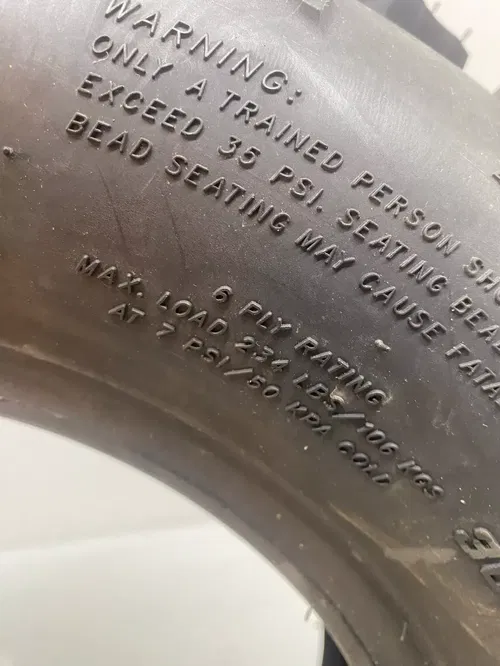 WARNING:
ONLY A TRAINED PERSON SHO
EXCEED 35 PSI. SEATING BEA
BEAD SEATING MAY CAUSE FATA
6 PLY RATING
MAX. LOAD 234 LBS/106 KGS
AT 7 PSI/50 KPA COLD